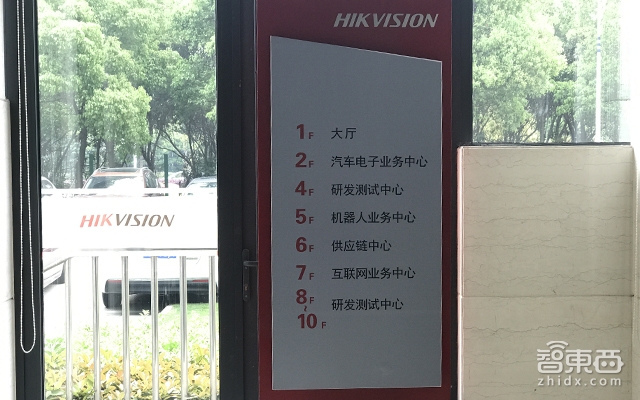 HIKVISION
1F 大厅
2F 汽车电子业务中心
4F 研发测试中心
5F 机器人业务中心
6F 供应链中心
7F 互联网业务中心
8F
~ 研发测试中心
10F
HIKVISION
智東西
zhidx.com